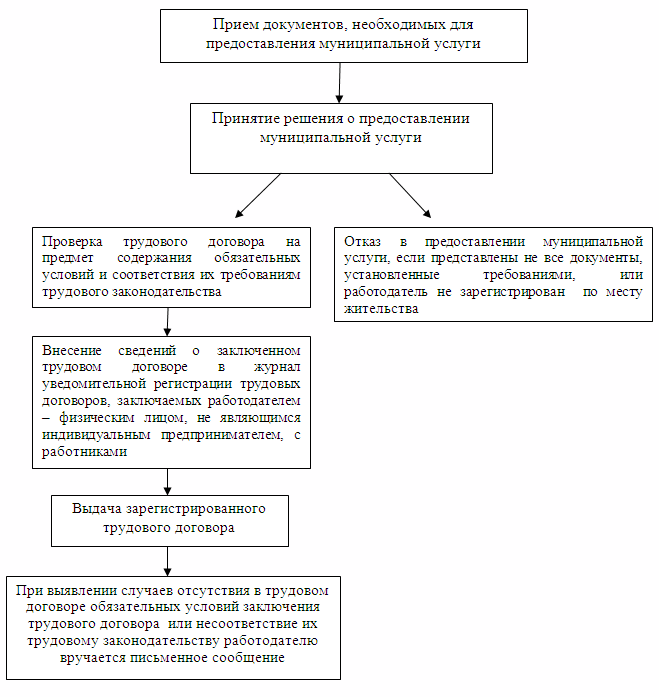 Прием документов, необходимых для
предоставления муниципальной услуги
Принятие решения о предоставлении
муниципальной услуги
Проверка трудового договора на
предмет содержания обязательных
условий и соответствия их требованиям
трудового законодательства
Отказ в предоставлении муниципальной
услуги, если представлены не все документы,
установленные требованиями, или
работодатель не зарегистрирован по месту
жительства
Внесение сведений о заключенном
трудовом договоре в журнал
уведомительной регистрации трудовых
договоров, заключаемых работодателем
– физическим лицом, не являющимся
индивидуальным предпринимателем, с
работниками
Выдача зарегистрированного
трудового договора
При выявлении случаев отсутствия в трудовом
договоре обязательных условий заключения
трудового договора или несоответствие их
трудовому законодательству работодателю
вручается письменное сообщение